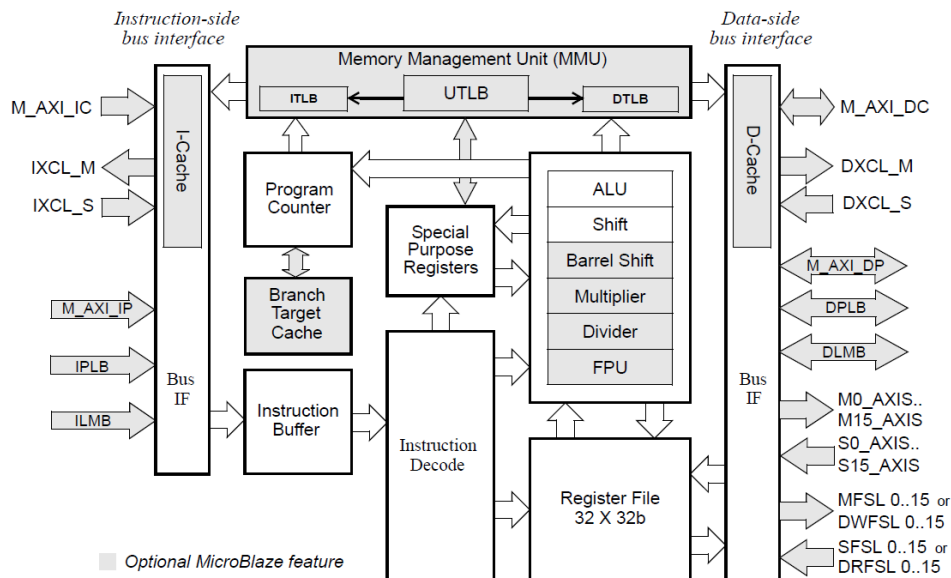 Instruction-side
bus interface
Data-side
bus interface
Memory Management Unit (MMU)
ITLB
UTLB
DTLB
M_AXI_IC
IXCL_M
IXCL_S
I-Cache
M_AXI_IP
IPLB
ILMB
Bus
IF
Program
Counter
Branch
Target
Cache
Special
Purpose
Registers
Instruction
Buffer
Instruction
Decode
ALU
Shift
Barrel Shift
Multiplier
Divider
FPU
Register File
32 X 32b
D-Cache
Bus
IF
M_AXI_DC
DXCL_M
DXCL_S
M_AXI_DP
DPLB
DLMB
M0_AXIS..
M15_AXIS
S0_AXIS..
S15_AXIS
MFSL 0..15 or
DWFSL 0..15
SFSL 0..15 or
DRFSL 0..15
Optional MicroBlaze feature